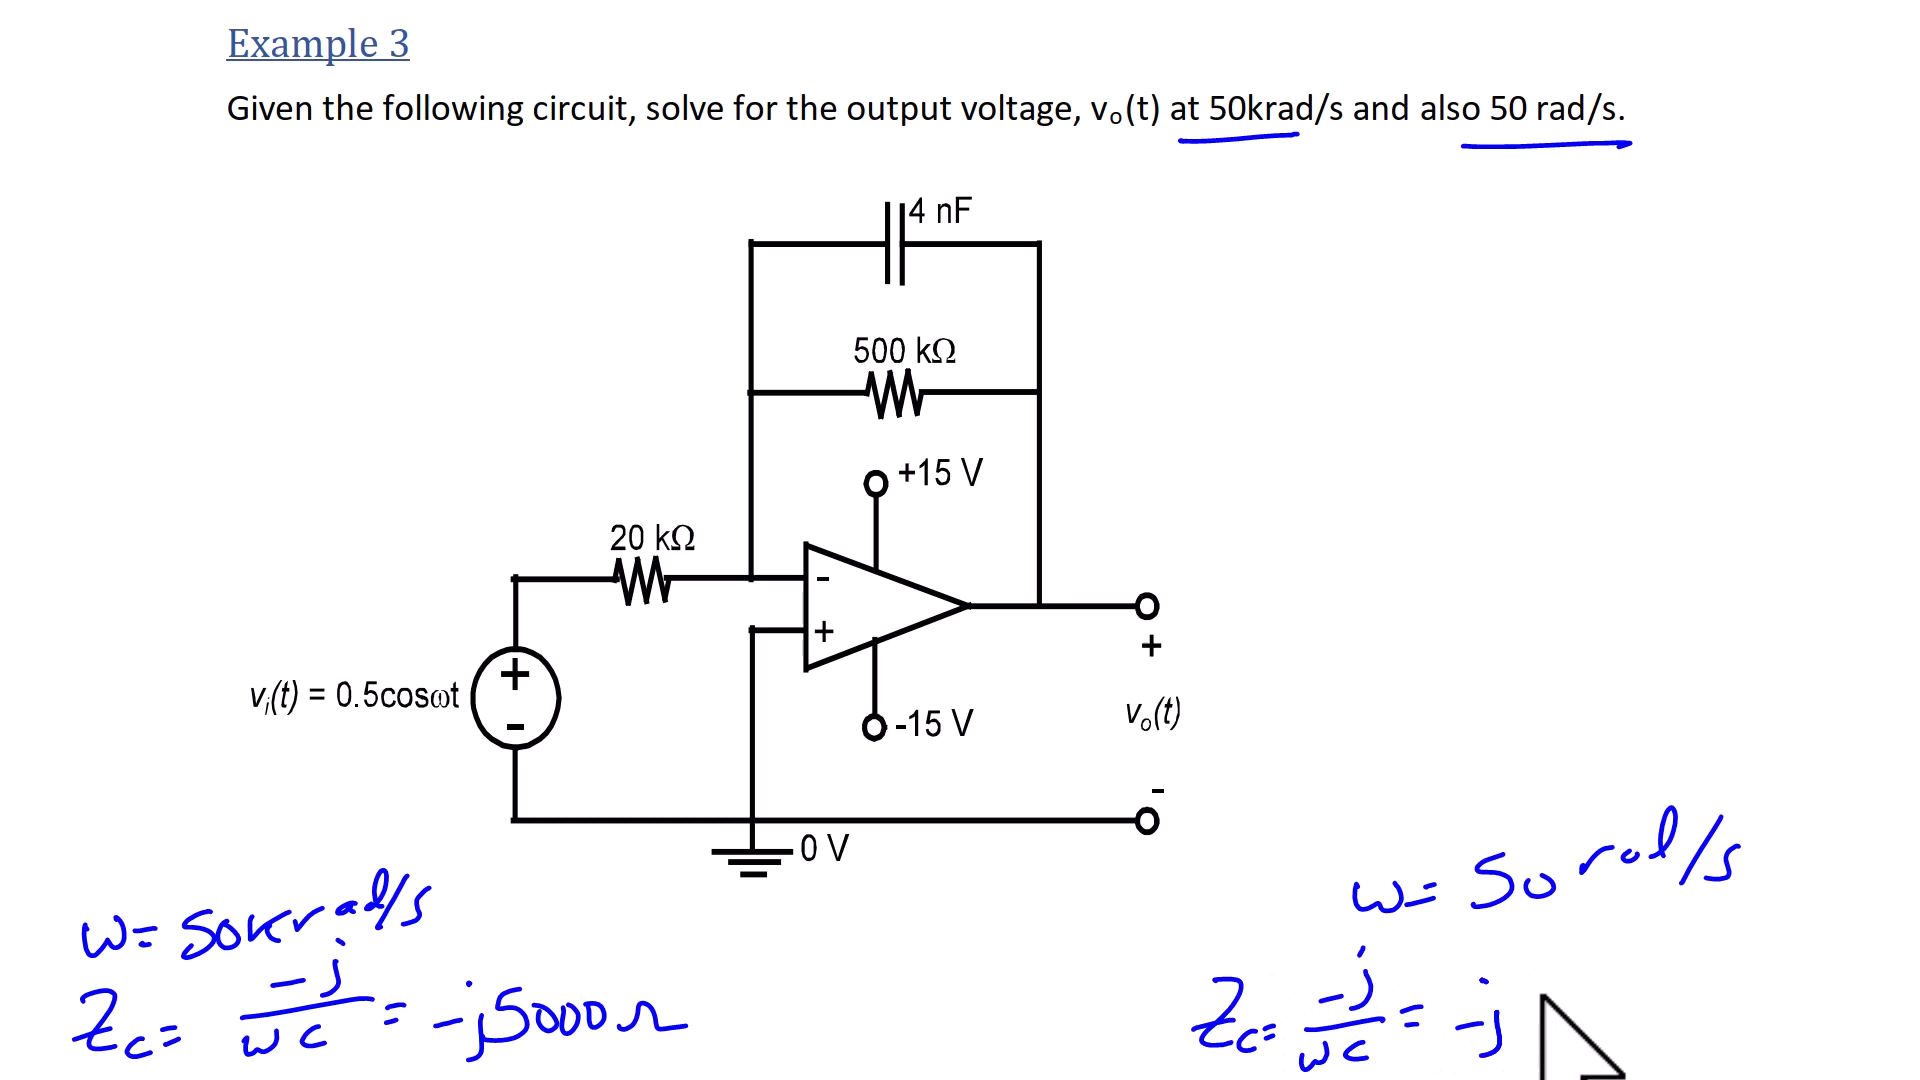 Example 3
Given the following circuit, solve for the output voltage, vₒ(t) at 50krad/s and also 50 rad/s.
4 nF
500 kΩ
+15 V
20 kΩ
-
+
+
-
vᵢ(t) = 0.5cosωt
-15 V
+
vₒ(t)
-
0 V
ω= 50krad/s
Zc= -j/ωc = -j5000Ω
ω= 50 rad/s
Zc= -j/ωc = -j